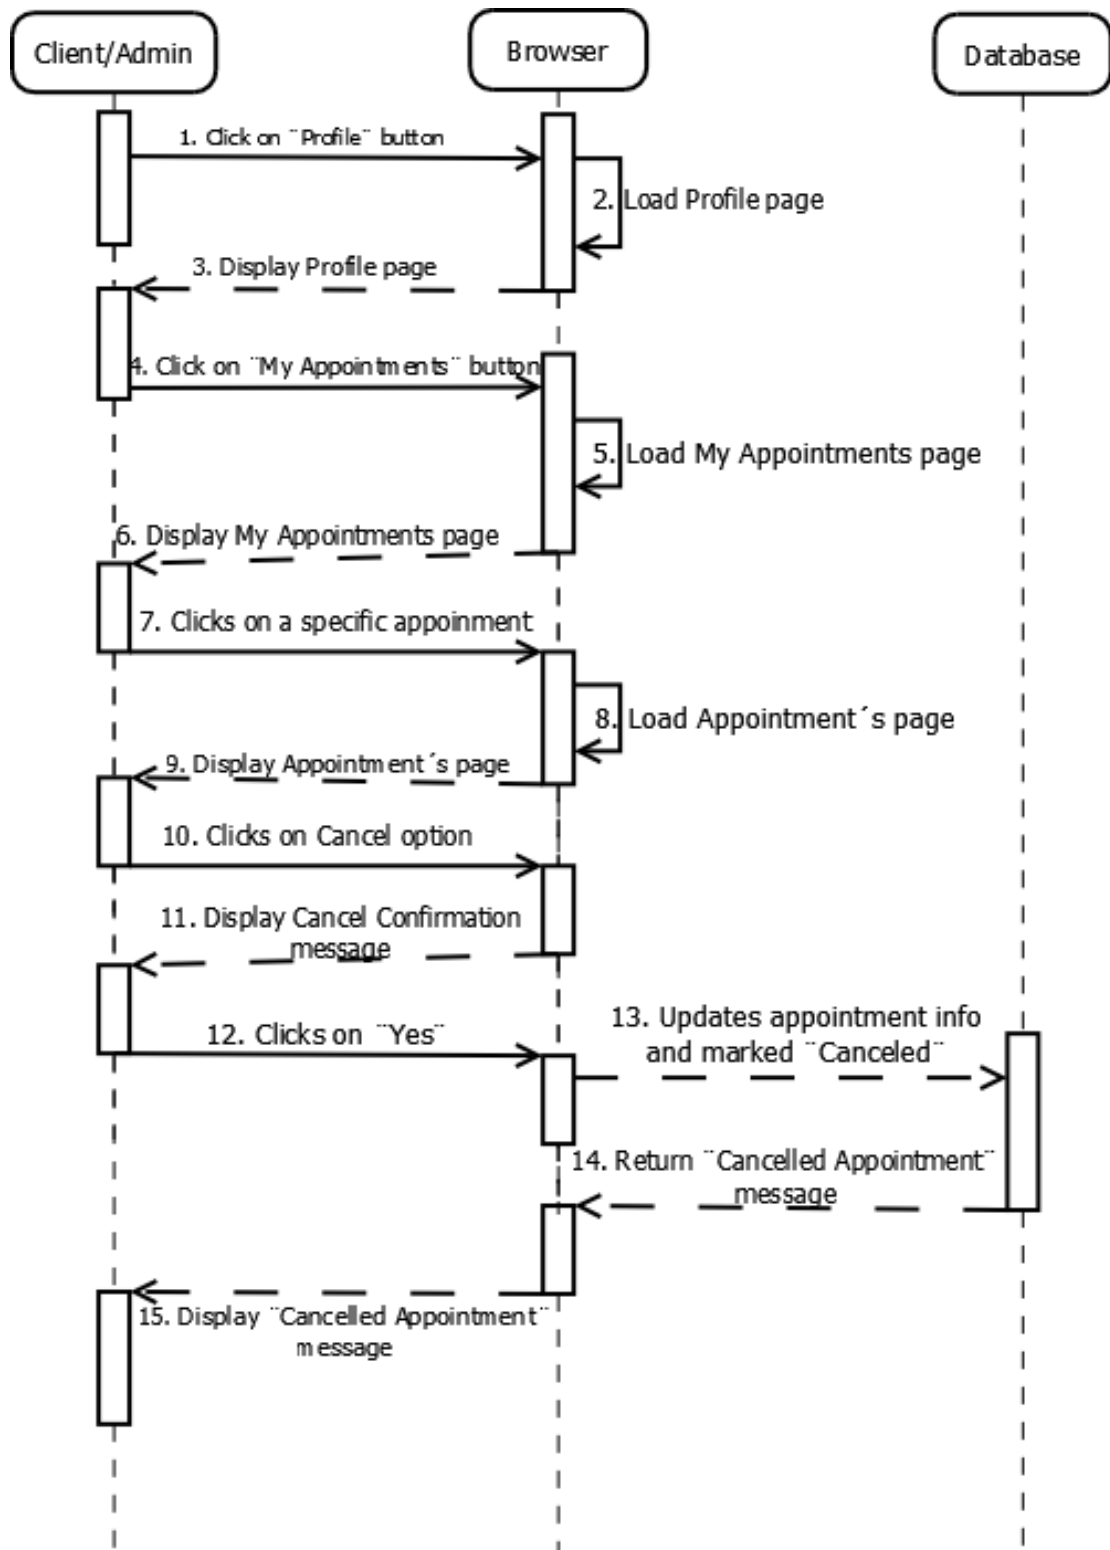 Client/Admin
Browser
Database
1. Click on ¨Profile¨ button
2. Load Profile page
3. Display Profile page
4. Click on ¨My Appointments¨ button
5. Load My Appointments page
6. Display My Appointments page
7. Clicks on a specific appoinment
8. Load Appointment´s page
9. Display Appointment´s page
10. Clicks on Cancel option
11. Display Cancel Confirmation
message
12. Clicks on ¨Yes¨
13. Updates appointment info
and marked ¨Canceled¨
14. Return ¨Cancelled Appointment¨
message
15. Display ¨Cancelled Appointment¨
message